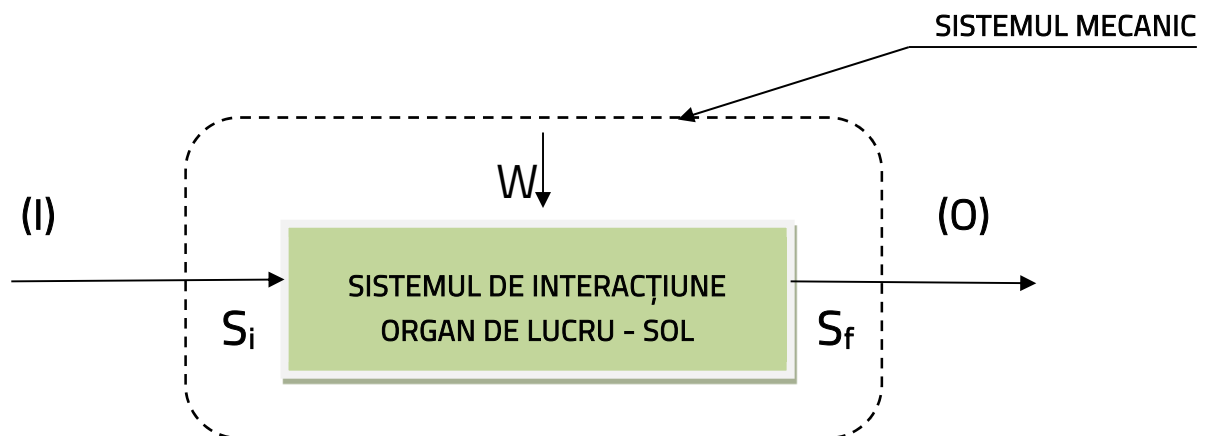 SISTEMUL MECANIC
W
(I)
(O)
SISTEMUL DE INTERACȚIUNE
ORGAN DE LUCRU - SOL
Si
Sf